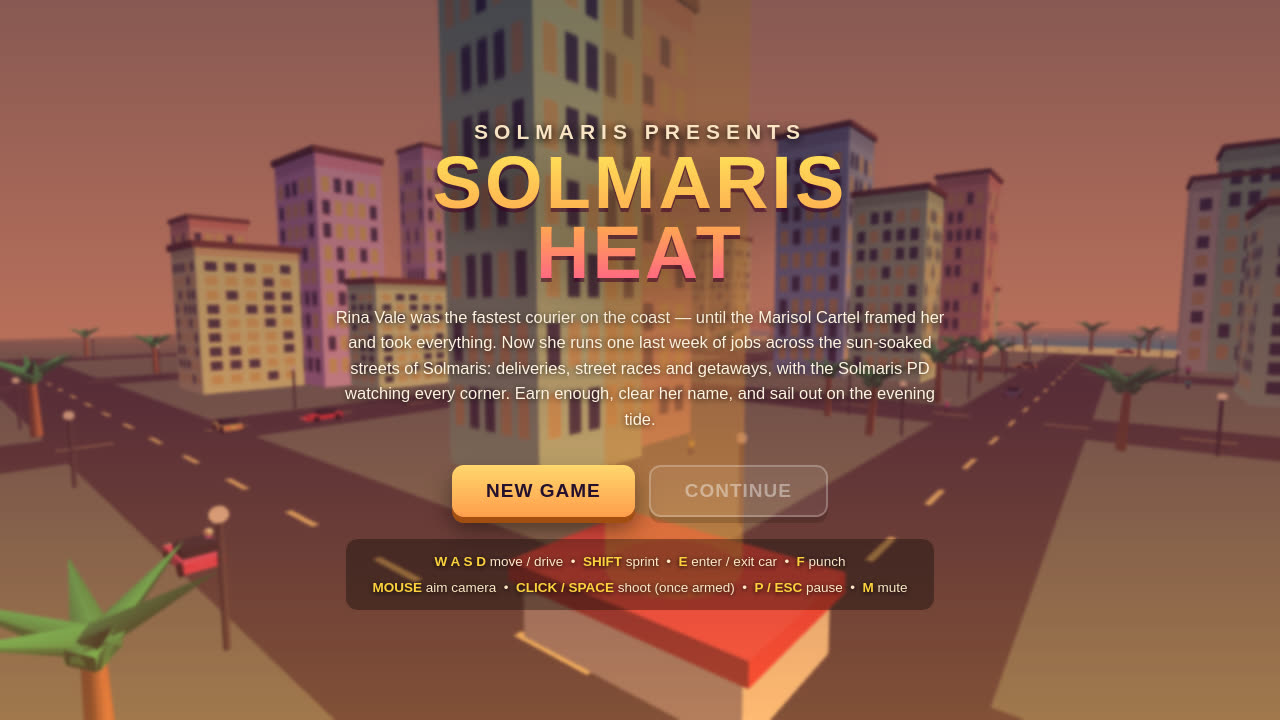 SOLMARIS PRESENTS
SOLMARIS
HEAT
Rina Vale was the fastest courier on the coast — until the Marisol Cartel framed her
and took everything. Now she runs one last week of jobs across the sun-soaked
streets of Solmaris: deliveries, street races and getaways, with the Solmaris PD
watching every corner. Earn enough, clear her name, and sail out on the evening
tide.
NEW GAME
CONTINUE
W A S D move / drive • SHIFT sprint • E enter / exit car • F punch
MOUSE aim camera • CLICK / SPACE shoot (once armed) • P / ESC pause • M mute